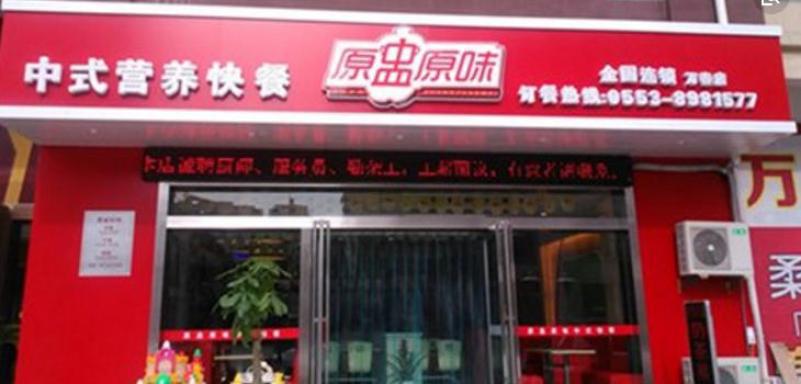 中式营养快餐
原盅原味
全国连锁 万春店
订餐热线:0553-8981577
本店诚聘厨师、服务员、勤杂工,工资面议,有意者请联系。
万
柔